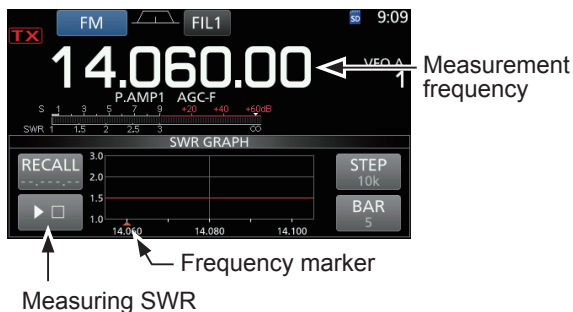 FM
FIL1
SD
9:09
TX
14.060.00
VFO A
1
Measurement
frequency
P.AMP1 AGC-F
S 1 3 5 7 9 +20 +40 +60dB
SWR 1 1.5 2 2.5 3 ∞
SWR GRAPH
RECALL
--.---.--
3.0
2.0
1.5
1.0
14.060 14.080 14.100
STEP
10k
BAR
5
Frequency marker
Measuring SWR